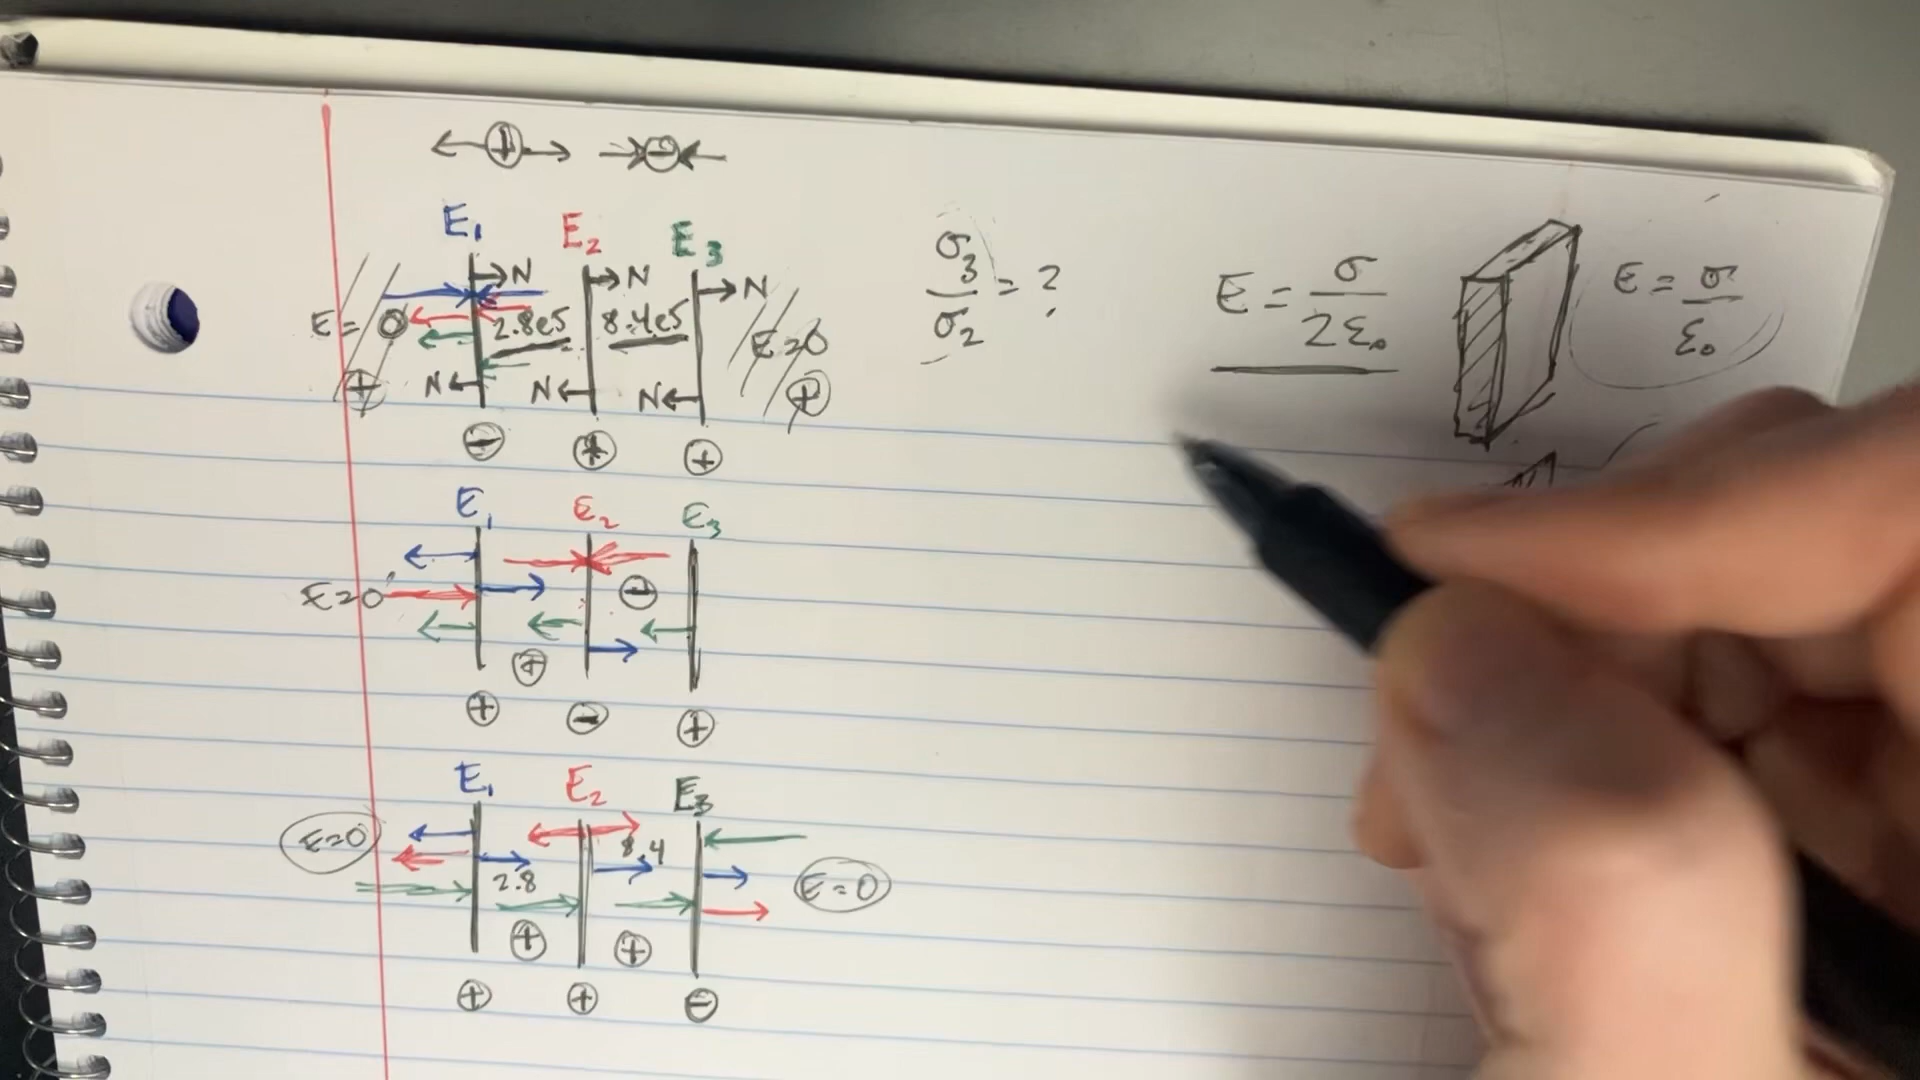 ← ⊕ → → ⊖ ←
E₁ E₂ E₃
N N N
E = 0 2.8e5 8.4e5 E=0
⊕ N N N ⊕
⊖ ⊕ ⊕
σ₃/σ₂ = ?
E = σ/2ε₀
E = σ/ε₀
E₁ E₂ E₃
E=0 ⊖
⊕
⊕ ⊖ ⊕
E₁ E₂ E₃
E=0 2.8 8.4 E=0
⊕ ⊕
⊕ ⊕ ⊖